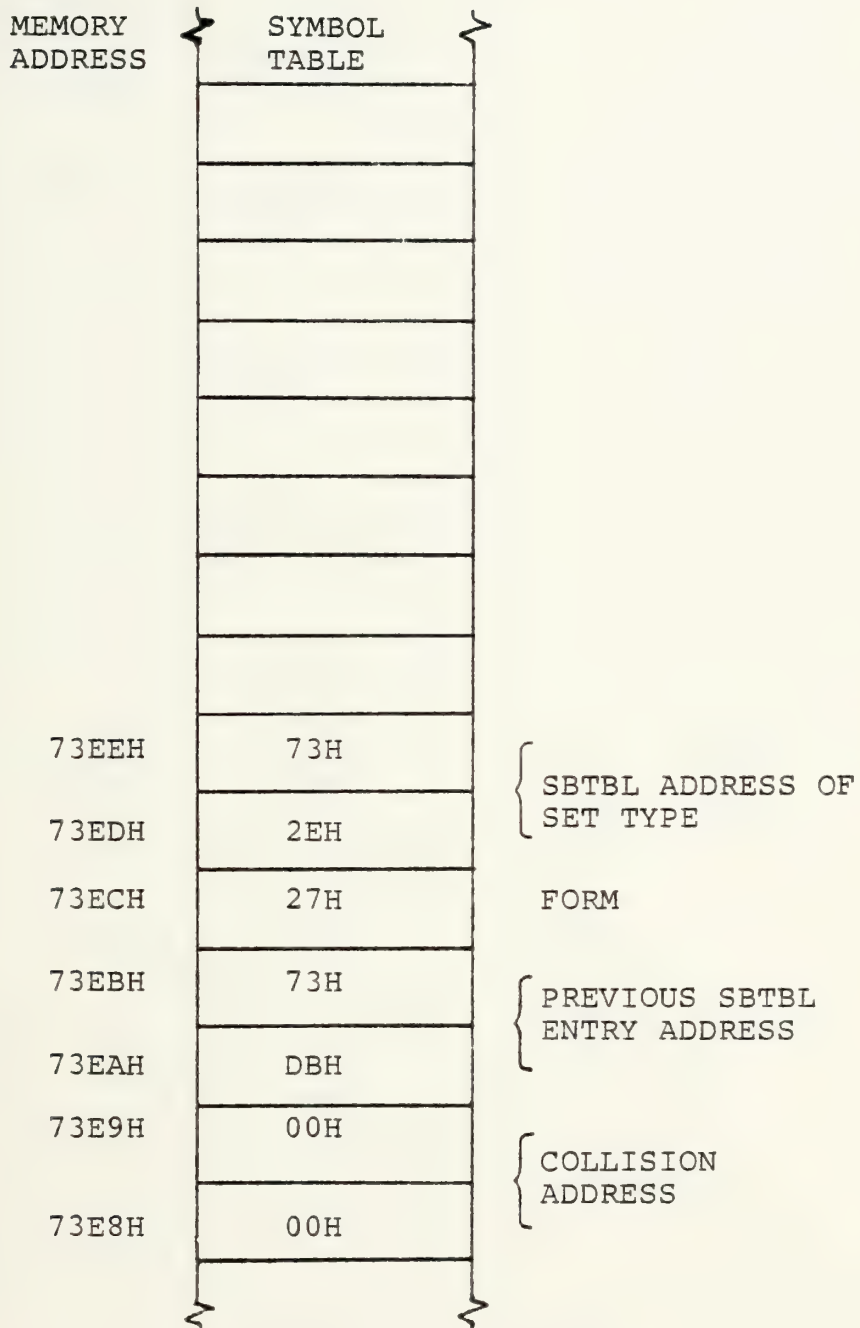 MEMORY SYMBOL
ADDRESS TABLE
73EEH 73H
SBTBL ADDRESS OF
SET TYPE
73EDH 2EH
73ECH 27H FORM
73EBH 73H
PREVIOUS SBTBL
ENTRY ADDRESS
73EAH DBH
73E9H 00H
COLLISION
ADDRESS
73E8H 00H